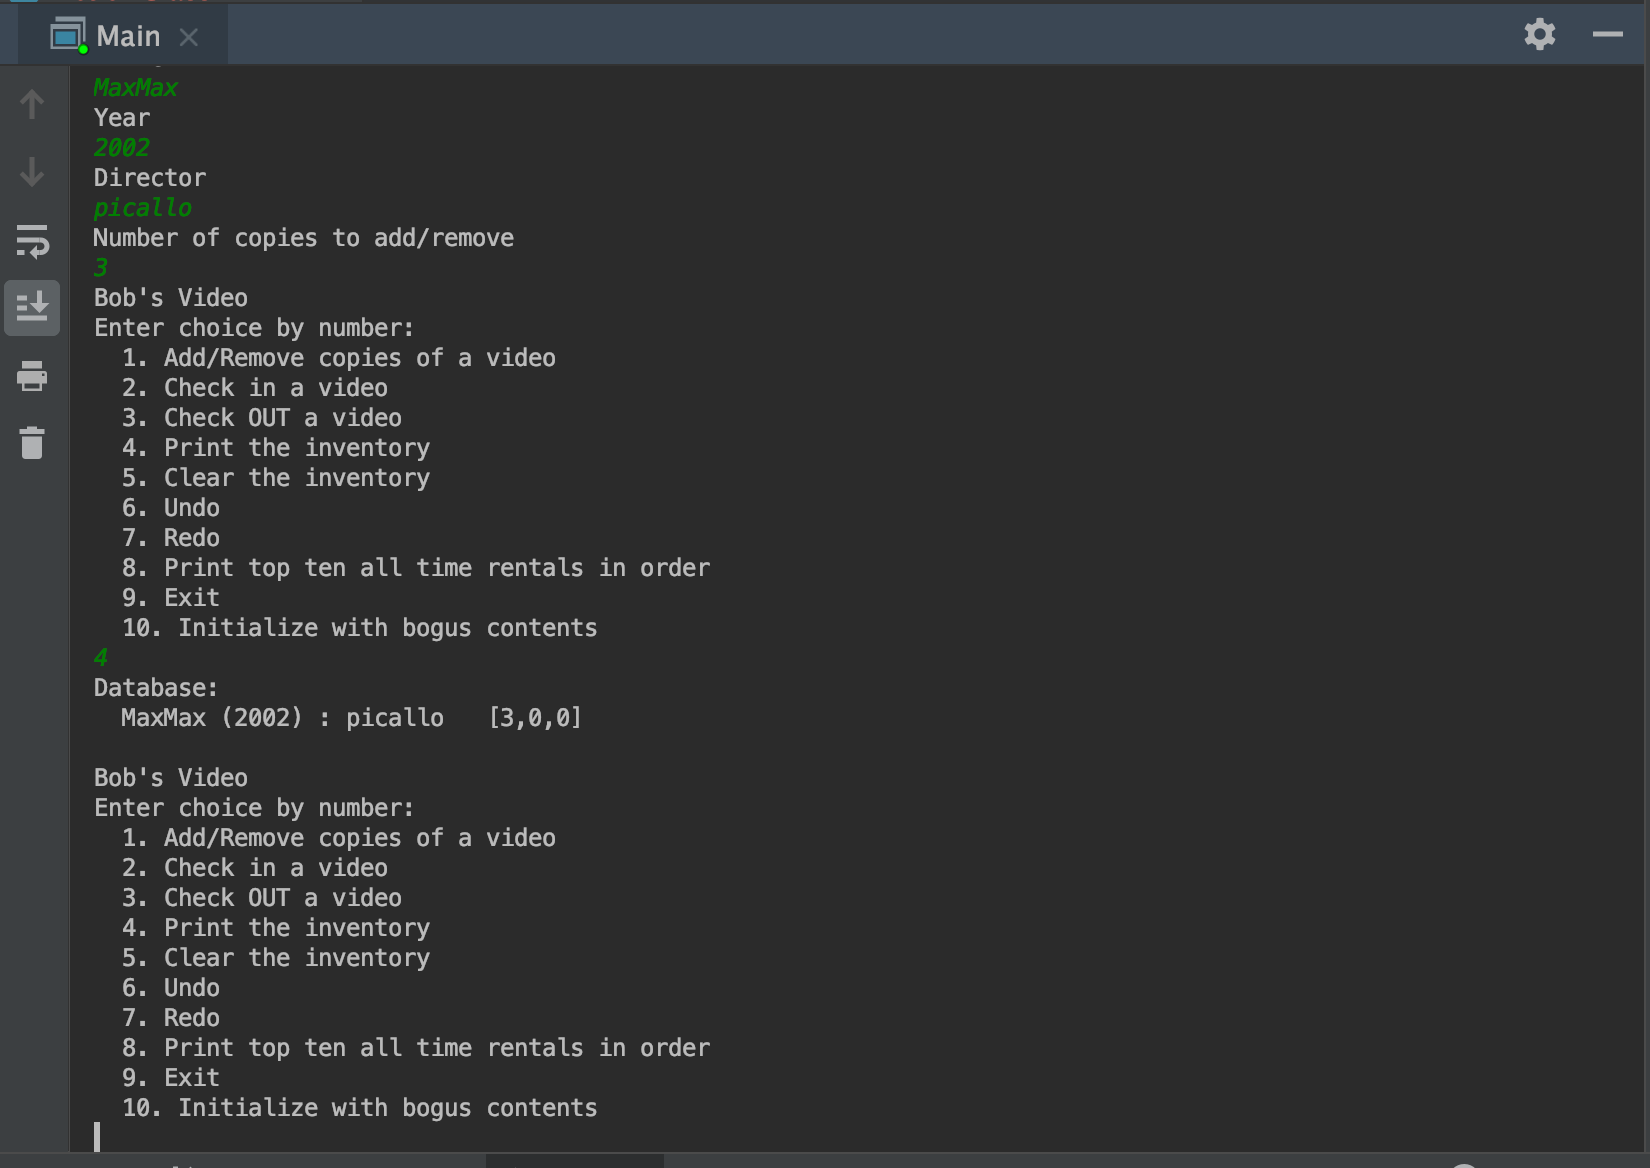 Main
MaxMax
Year
2002
Director
picallo
Number of copies to add/remove
3
Bob's Video
Enter choice by number:
  1. Add/Remove copies of a video
  2. Check in a video
  3. Check OUT a video
  4. Print the inventory
  5. Clear the inventory
  6. Undo
  7. Redo
  8. Print top ten all time rentals in order
  9. Exit
  10. Initialize with bogus contents
4
Database:
  MaxMax (2002) : picallo   [3,0,0]
Bob's Video
Enter choice by number:
  1. Add/Remove copies of a video
  2. Check in a video
  3. Check OUT a video
  4. Print the inventory
  5. Clear the inventory
  6. Undo
  7. Redo
  8. Print top ten all time rentals in order
  9. Exit
  10. Initialize with bogus contents